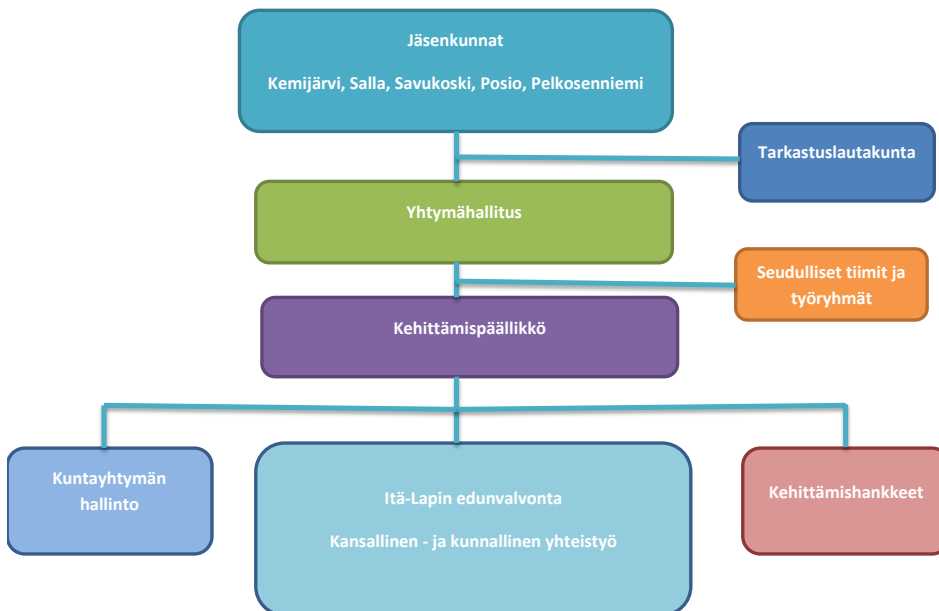 Jäsenkunnat
Kemijärvi, Salla, Savukoski, Posio, Pelkosenniemi
Tarkastuslautakunta
Yhtymähallitus
Seudulliset tiimit ja
työryhmät
Kehittämispäällikkö
Kuntayhtymän
hallinto
Itä-Lapin edunvalvonta
Kansallinen - ja kunnallinen yhteistyö
Kehittämishankkeet